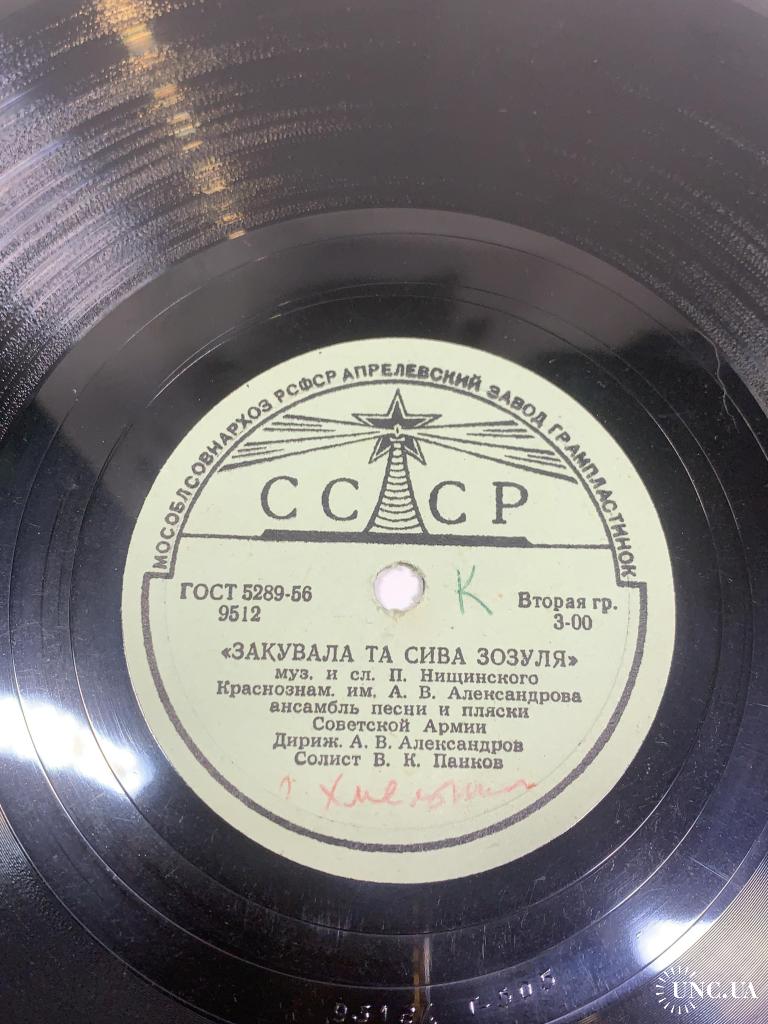 МОСОБЛСОВНАРХОЗ РСФСР АПРЕЛЕВСКИЙ ЗАВОД ГРАМПЛАСТИНОК
СССР
ГОСТ 5289-56
9512
К
Вторая гр.
3-00
«ЗАКУВАЛА ТА СИВА ЗОЗУЛЯ»
муз. и сл. П. Нищинского
Краснознам. им. А. В. Александрова
ансамбль песни и пляски
Советской Армии
Дириж. А. В. Александров
Солист В. К. Панков
UNC.UA